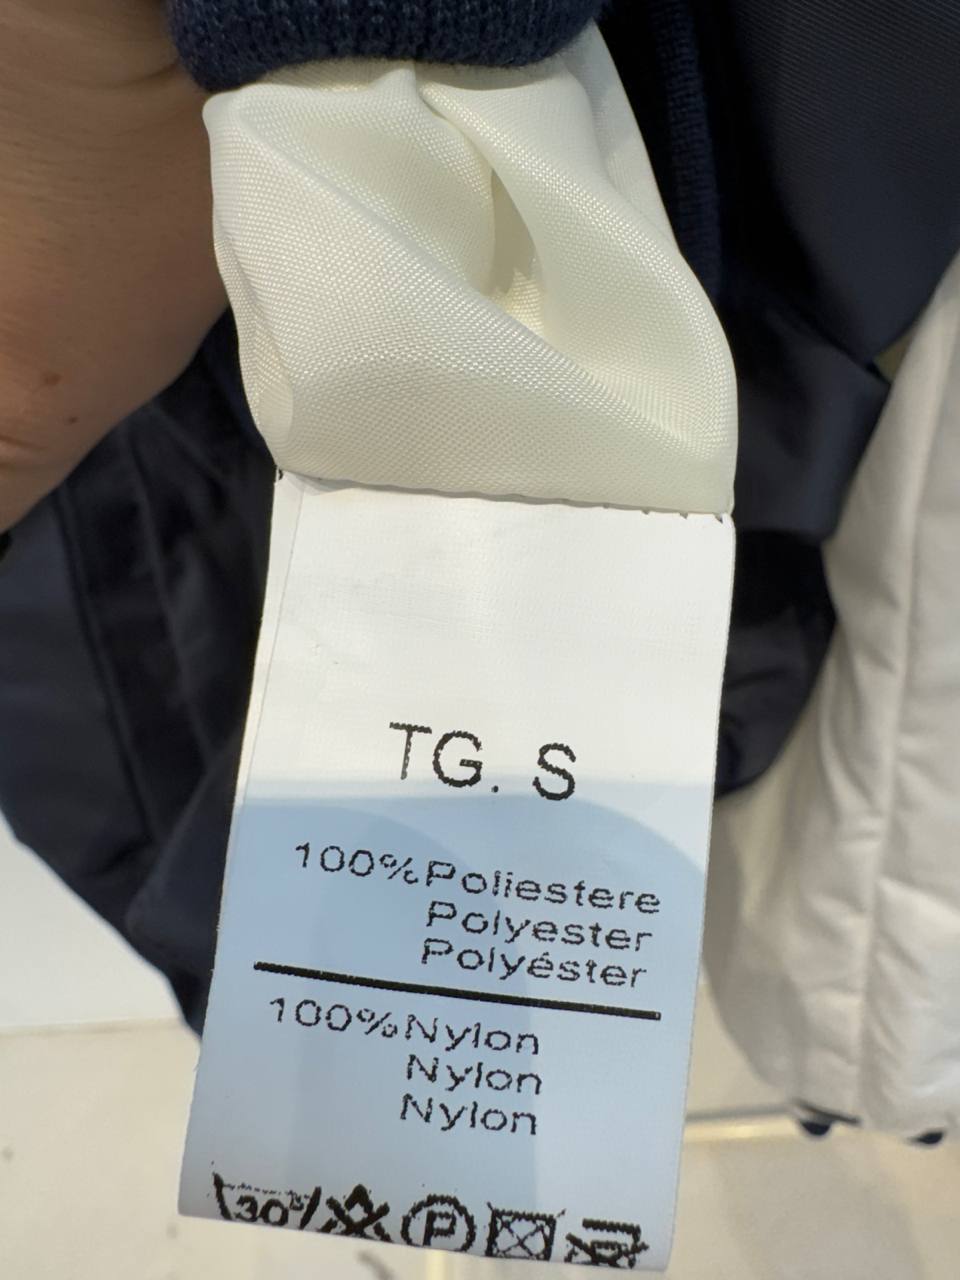 TG. S
100%Poliestere
Polyester
Polyéster
100%Nylon
Nylon
Nylon
30°
P